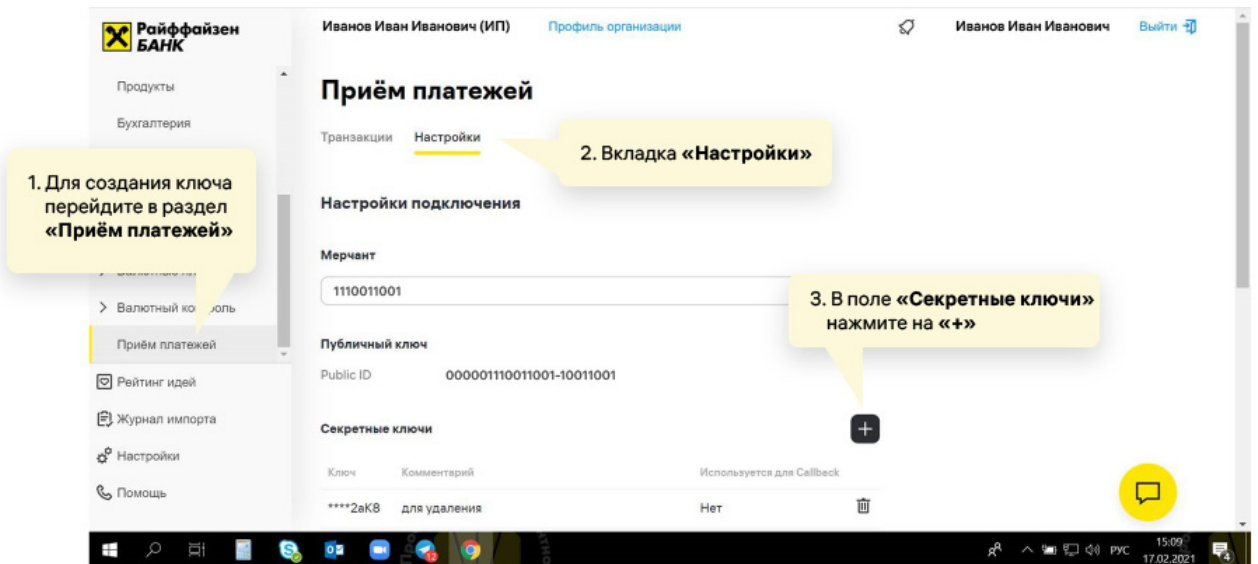 Райффайзен
БАНК
Иванов Иван Иванович (ИП) Профиль организации Иванов Иван Иванович Выйти
Продукты
Бухгалтерия
Приём платежей
Транзакции Настройки
2. Вкладка «Настройки»
1. Для создания ключа
перейдите в раздел
«Приём платежей»
Настройки подключения
Мерчант
1110011001
3. В поле «Секретные ключи»
нажмите на «+»
Валютный
Приём платежей
Рейтинг идей
Журнал импорта
Настройки
Помощь
Публичный ключ
Public ID 000001110011001-10011001
Секретные ключи
Ключ Комментарий Используется для Callback
****2aK8 для удаления Нет
12
РУС
15:09
17.02.2021
4